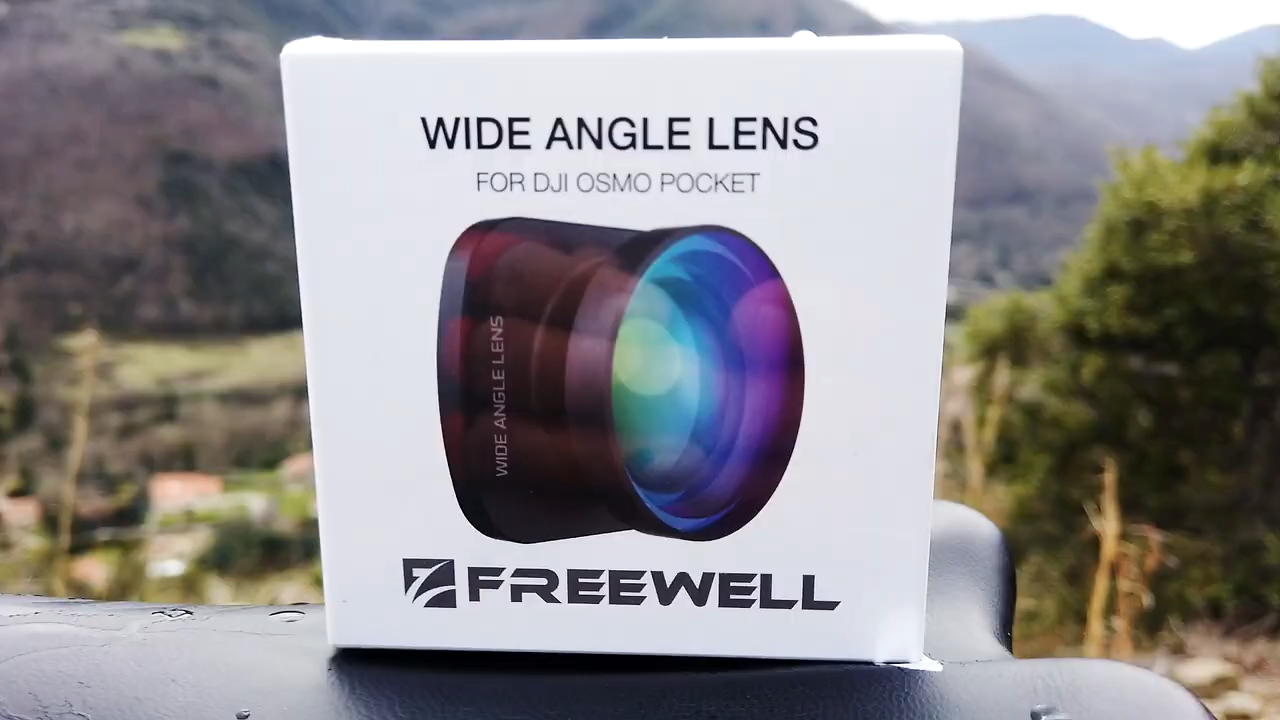 WIDE ANGLE LENS
FOR DJI OSMO POCKET
WIDE ANGLE LENS
FREEWELL